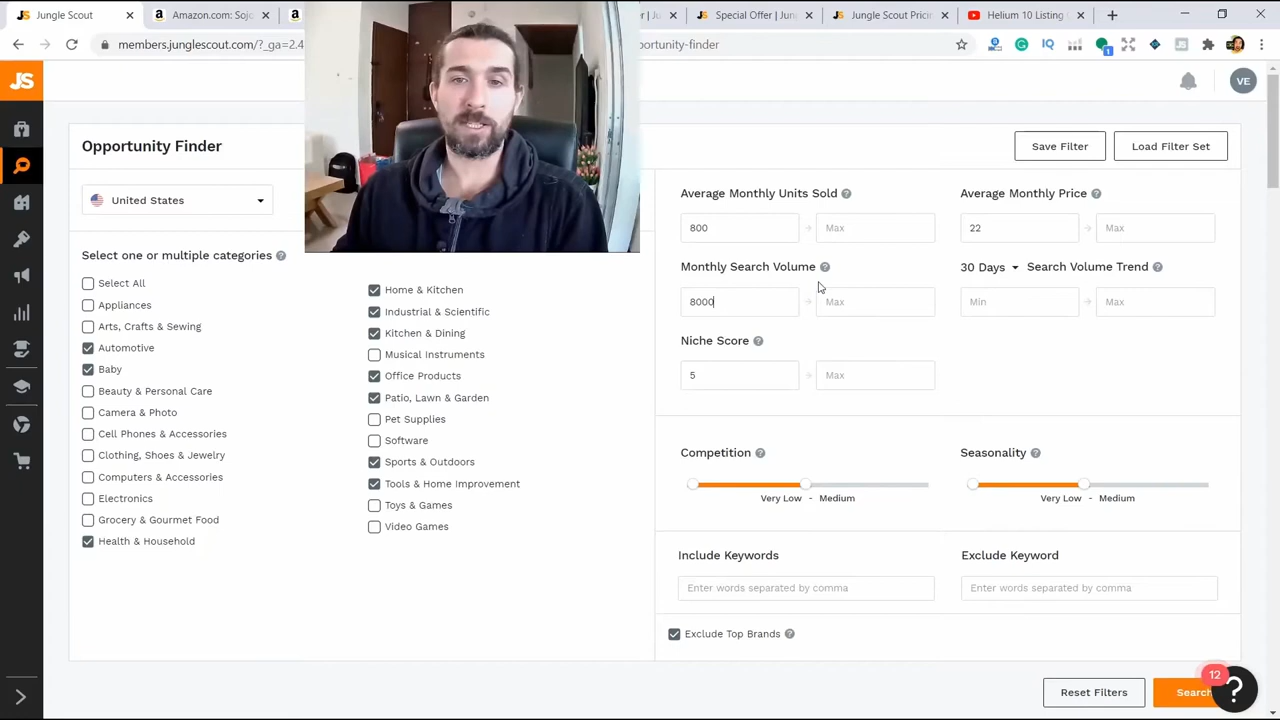 Jungle Scout
Amazoo.com: Sojo
Special Offer | Jung
Jungle Scout Pricin
Helium 10 Listing
members.junglescout.com/?_ga=2.4
portunity-finder
1
JS
VE
Opportunity Finder
Save Filter
Load Filter Set
United States
Average Monthly Units Sold
Average Monthly Price
800
Max
22
Max
Select one or multiple categories
Monthly Search Volume
30 Days
Search Volume Trend
8000
Max
Min
Max
Select All
Appliances
Arts, Crafts & Sewing
Automotive
Baby
Beauty & Personal Care
Camera & Photo
Cell Phones & Accessories
Clothing, Shoes & Jewelry
Computers & Accessories
Electronics
Grocery & Gourmet Food
Health & Household
Home & Kitchen
Industrial & Scientific
Kitchen & Dining
Musical Instruments
Office Products
Patio, Lawn & Garden
Pet Supplies
Software
Sports & Outdoors
Tools & Home Improvement
Toys & Games
Video Games
Niche Score
5
Max
Competition
Seasonality
Very Low - Medium
Very Low - Medium
Include Keywords
Exclude Keyword
Enter words separated by comma
Enter words separated by comma
Exclude Top Brands
Reset Filters
Search
12